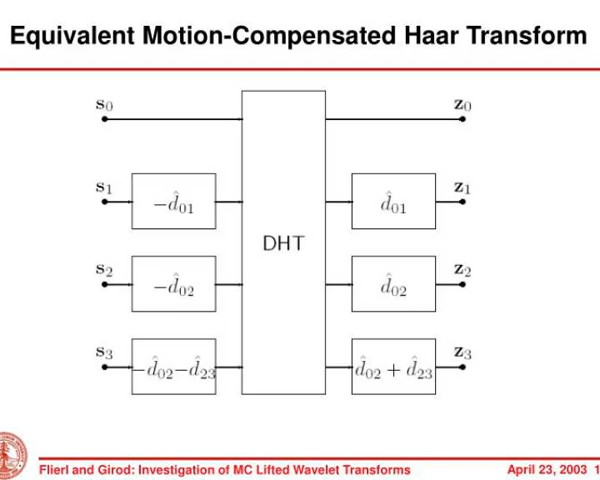 Equivalent Motion-Compensated Haar Transform
s0 z0
s1 -d̂01 d̂01 z1
DHT
s2 -d̂02 d̂02 z2
s3 -d̂02-d̂23 d̂02 + d̂23 z3
Flierl and Girod: Investigation of MC Lifted Wavelet Transforms April 23, 2003 1